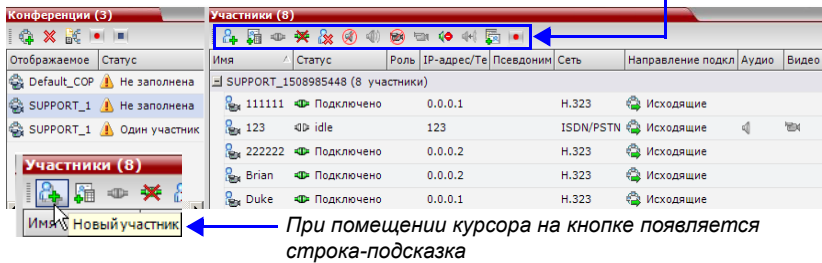 Конференции (3)
Участники (8)
Отображаемое Статус
Имя Статус Роль IP-адрес/Те Псевдоним Сеть Направление подкл Аудио Видео
SUPPORT_1508985448 (8 участники)
Default_COP Не заполнена
111111 Подключено 0.0.0.1 H.323 Исходящие
SUPPORT_1 Не заполнена
123 idle 123 ISDN/PSTN Исходящие
SUPPORT_1 Один участник
222222 Подключено 0.0.0.2 H.323 Исходящие
Brian Подключено 0.0.0.2 H.323 Исходящие
Duke Подключено 0.0.0.1 H.323 Исходящие
Участники (8)
Имя Новый участник
При помещении курсора на кнопке появляется
строка-подсказка